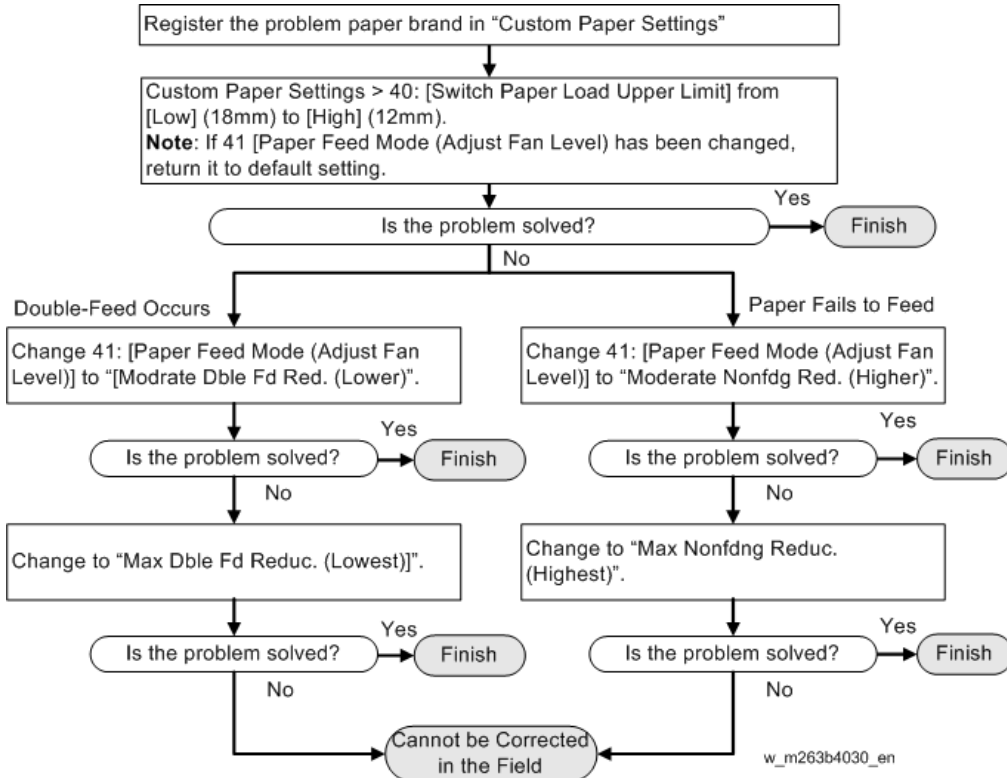 Register the problem paper brand in “Custom Paper Settings”
Custom Paper Settings > 40: [Switch Paper Load Upper Limit] from
[Low] (18mm) to [High] (12mm).
Note: If 41 [Paper Feed Mode (Adjust Fan Level) has been changed,
return it to default setting.
Is the problem solved?
Yes
Finish
No
Double-Feed Occurs
Change 41: [Paper Feed Mode (Adjust Fan
Level)] to “[Modrate Dble Fd Red. (Lower)”.
Is the problem solved?
Yes
Finish
No
Change to “Max Dble Fd Reduc. (Lowest)]”.
Is the problem solved?
Yes
Finish
No
Paper Fails to Feed
Change 41: [Paper Feed Mode (Adjust Fan
Level)] to “Moderate Nonfdg Red. (Higher)”.
Is the problem solved?
Yes
Finish
No
Change to “Max Nonfdng Reduc.
(Highest)”.
Is the problem solved?
Yes
Finish
No
Cannot be Corrected
in the Field
w_m263b4030_en